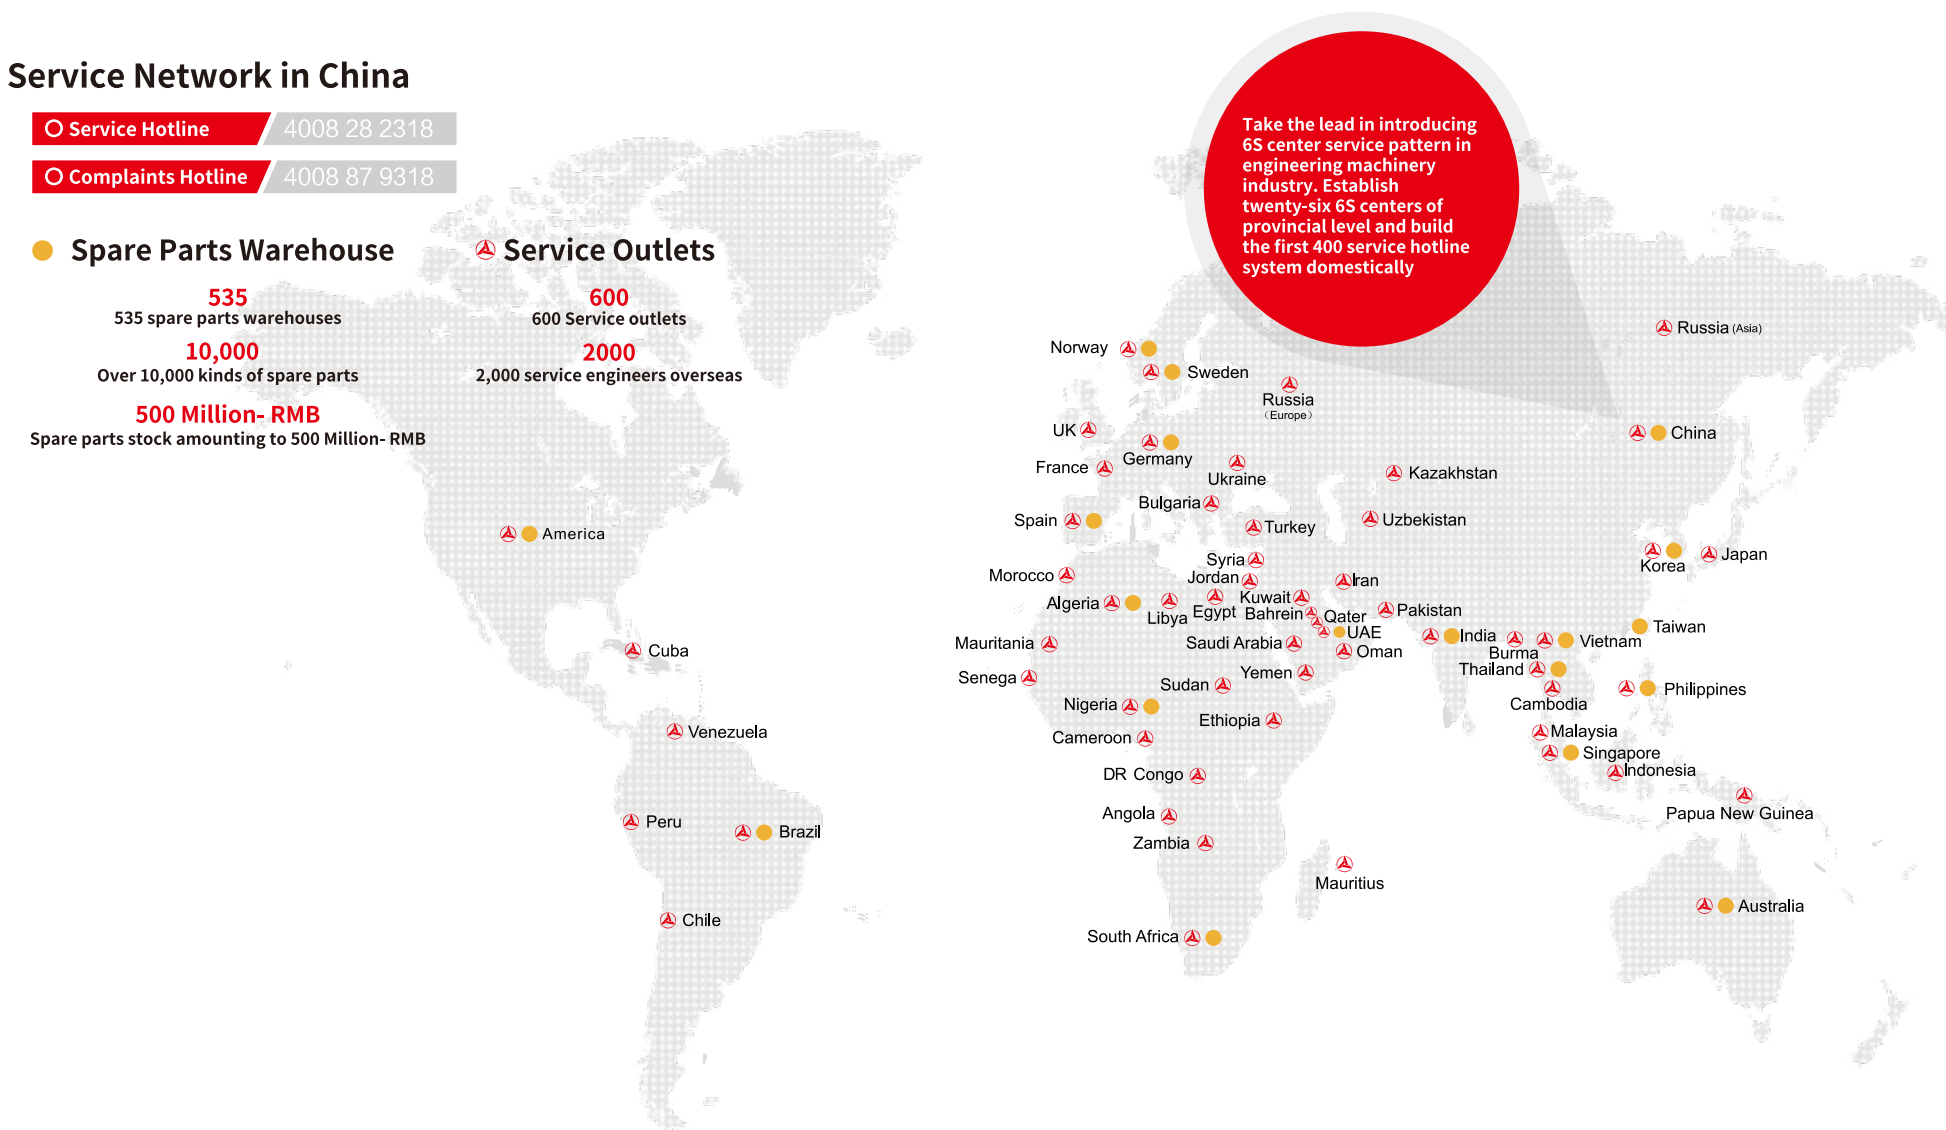 Service Network in China
Service Hotline 4008 28 2318
Complaints Hotline 4008 87 9318
Spare Parts Warehouse
535
535 spare parts warehouses
10,000
Over 10,000 kinds of spare parts
500 Million- RMB
Spare parts stock amounting to 500 Million- RMB
Service Outlets
600
600 Service outlets
2000
2,000 service engineers overseas
Take the lead in introducing
6S center service pattern in
engineering machinery
industry. Establish
twenty-six 6S centers of
provincial level and build
the first 400 service hotline
system domestically
America
Cuba
Venezuela
Peru
Brazil
Chile
Norway
Sweden
Russia
(Europe)
Russia (Asia)
UK
Germany
France
Ukraine
Bulgaria
Spain
Turkey
Kazakhstan
Uzbekistan
China
Korea
Japan
Syria
Jordan
Morocco
Iran
Algeria
Libya
Egypt
Kuwait
Bahrein
Qater
UAE
Pakistan
Mauritania
Saudi Arabia
Oman
India
Burma
Vietnam
Taiwan
Thailand
Senega
Sudan
Yemen
Cambodia
Philippines
Nigeria
Ethiopia
Cameroon
Malaysia
Singapore
Indonesia
DR Congo
Angola
Zambia
Papua New Guinea
Mauritius
South Africa
Australia